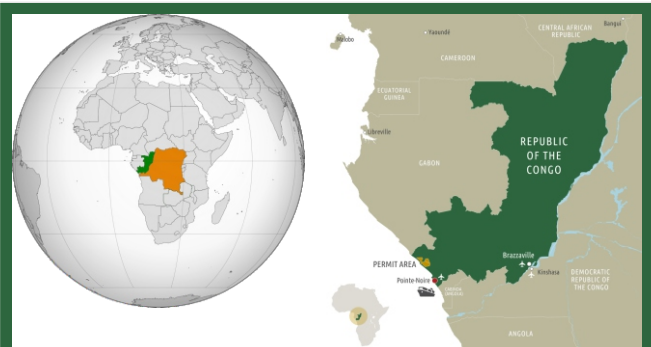 CENTRAL AFRICAN
REPUBLIC
Bangui
Yaoundé
Malabo
CAMEROON
EQUATORIAL
GUINEA
Libreville
REPUBLIC
OF THE
CONGO
GABON
PERMIT AREA
Brazzaville
Kinshasa
Pointe-Noire
DEMOCRATIC
REPUBLIC OF
THE CONGO
ANGOLA